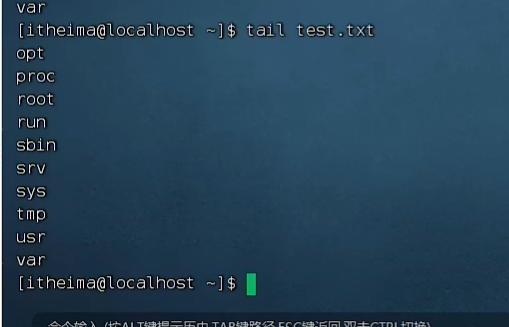 var
[itheima@localhost ~]$ tail test.txt
opt
proc
root
run
sbin
srv
sys
tmp
usr
var
[itheima@localhost ~]$
命令输入 (按ALT键提示历史,TAB键路径,ESC键返回,双击CTRL切换)